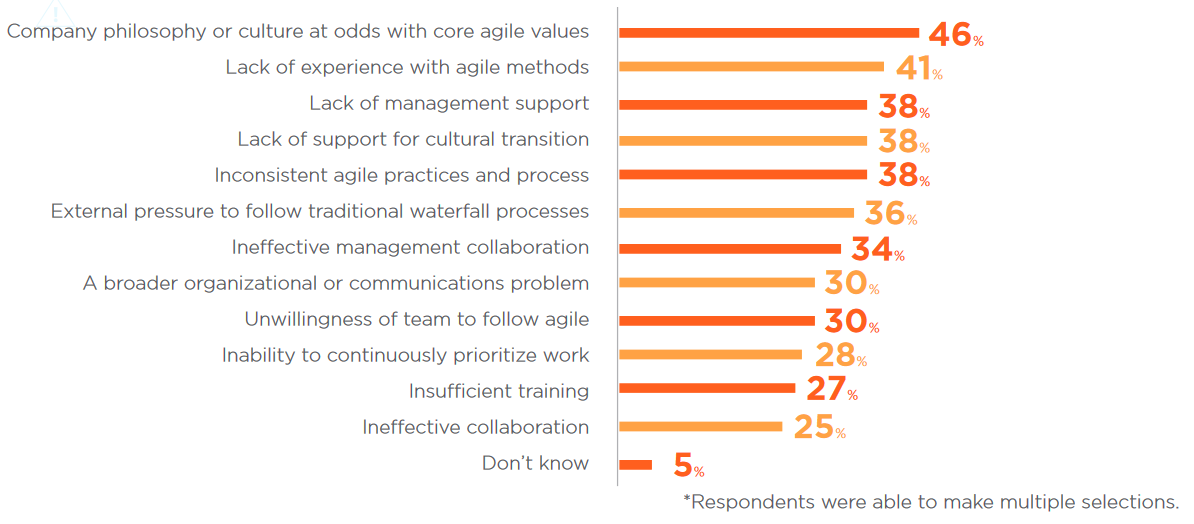 Company philosophy or culture at odds with core agile values 46%
Lack of experience with agile methods 41%
Lack of management support 38%
Lack of support for cultural transition 38%
Inconsistent agile practices and process 38%
External pressure to follow traditional waterfall processes 36%
Ineffective management collaboration 34%
A broader organizational or communications problem 30%
Unwillingness of team to follow agile 30%
Inability to continuously prioritize work 28%
Insufficient training 27%
Ineffective collaboration 25%
Don’t know 5%
*Respondents were able to make multiple selections.